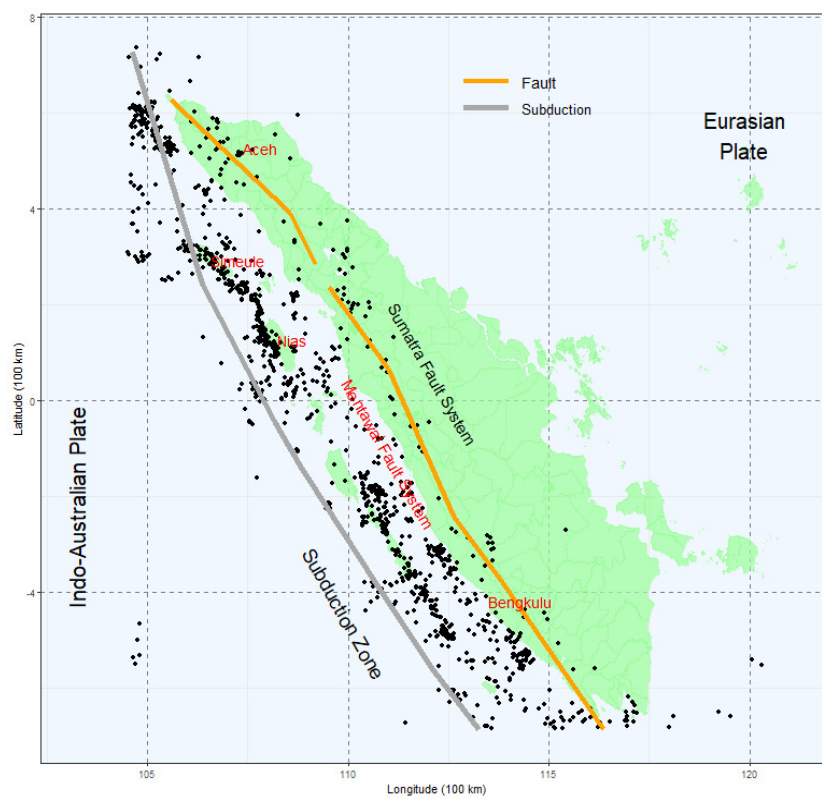 8
4
0
-4
Latitude (100 km)
Fault
Subduction
Eurasian
Plate
Aceh
Simeule
Nias
Sumatra Fault System
Mentawai Fault System
Indo-Australian Plate
Subduction Zone
Bengkulu
105
110
115
120
Longitude (100 km)